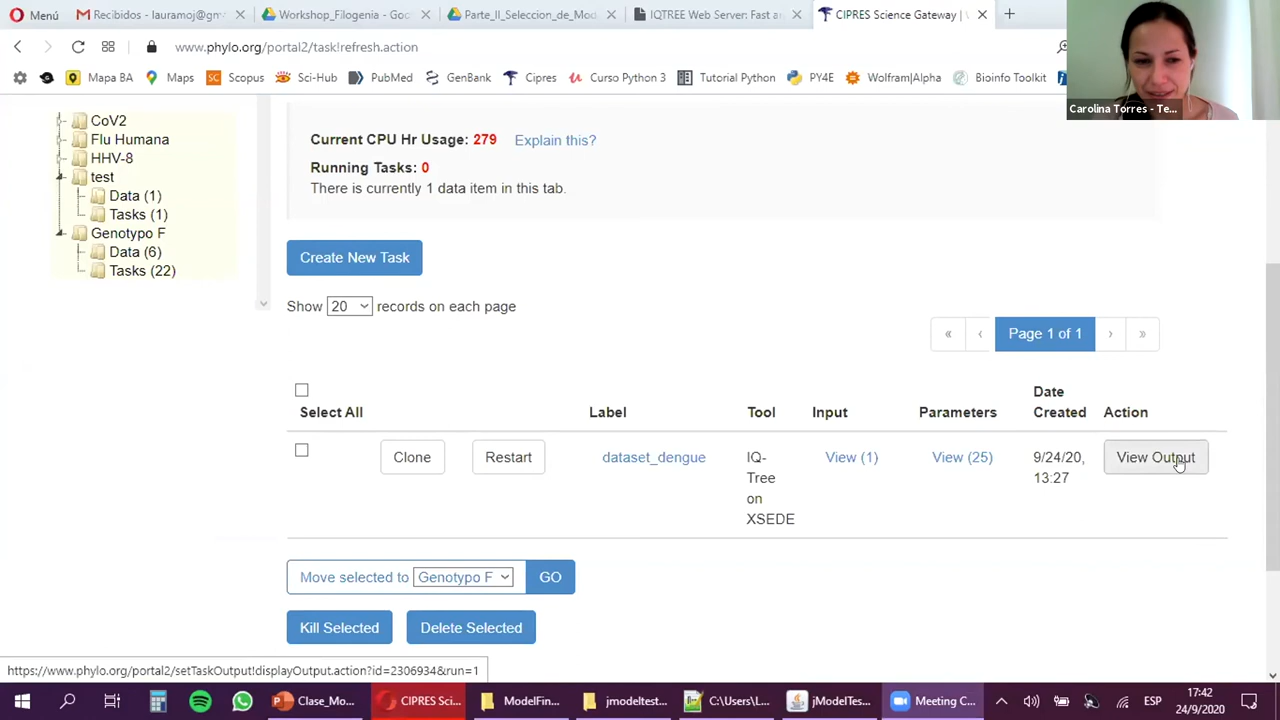 Menú
Recibidos - lauramoj@gm
Workshop_Filogenia - Goo
Parte_II_Seleccion_de_Mod
IQTREE Web Server: Fast a
CIPRES Science Gateway | 
www.phylo.org/portal2/task!refresh.action
Mapa BA
Maps
Scopus
Sci-Hub
PubMed
GenBank
Cipres
Curso Python 3
Tutorial Python
PY4E
Wolfram|Alpha
Bioinfo Toolkit
Carolina Torres - Te...
CoV2
Flu Humana
HHV-8
test
Data (1)
Tasks (1)
Genotypo F
Data (6)
Tasks (22)
Current CPU Hr Usage: 279 Explain this?
Running Tasks: 0
There is currently 1 data item in this tab.
Create New Task
Show 20 records on each page
« ‹ Page 1 of 1 › »
Select All
Label
Tool
Input
Parameters
Date
Created
Action
Clone
Restart
dataset_dengue
IQ-
Tree
on
XSEDE
View (1)
View (25)
9/24/20,
13:27
View Output
Move selected to Genotypo F GO
Kill Selected
Delete Selected
https://www.phylo.org/portal2/setTaskOutput!displayOutput.action?id=2306934&run=1
Clase_Mo...
CIPRES Sci...
ModelFin...
jmodeltest...
C:\Users\L...
jModelTes...
Meeting C...
ESP
17:42
24/9/2020